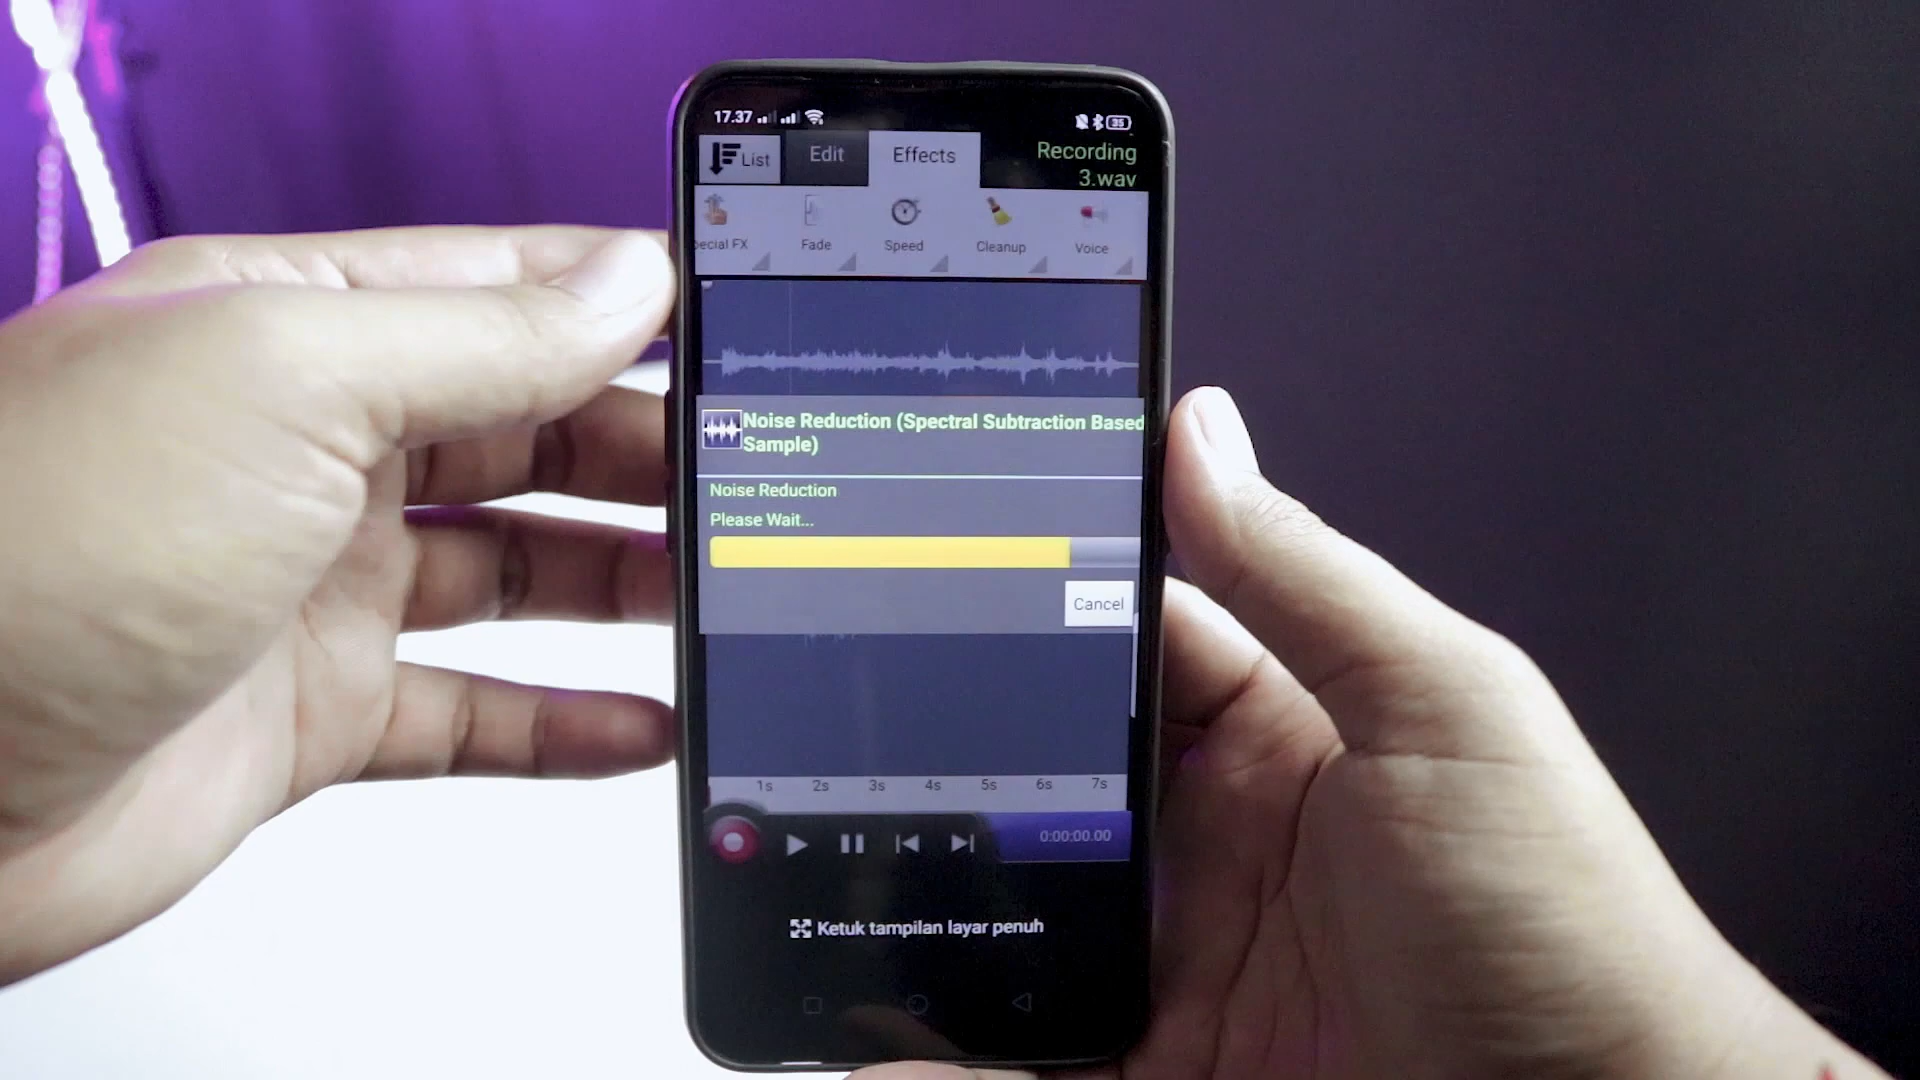 17.37
35
List
Edit
Effects
Recording
3.wav
ecial FX
Fade
Speed
Cleanup
Voice
Noise Reduction (Spectral Subtraction Based
Sample)
Noise Reduction
Please Wait...
Cancel
1s 2s 3s 4s 5s 6s 7s
0:00:00.00
Ketuk tampilan layar penuh